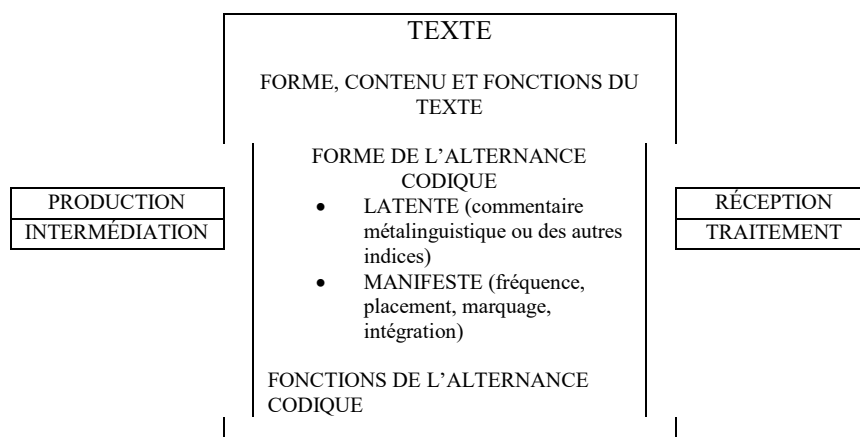 TEXTE
FORME, CONTENU ET FONCTIONS DU
TEXTE
FORME DE L'ALTERNANCE
CODIQUE
• LATENTE (commentaire
métalinguistique ou des autres
indices)
• MANIFESTE (fréquence,
placement, marquage,
intégration)
FONCTIONS DE L'ALTERNANCE
CODIQUE
PRODUCTION
INTERMÉDIATION
RÉCEPTION
TRAITEMENT